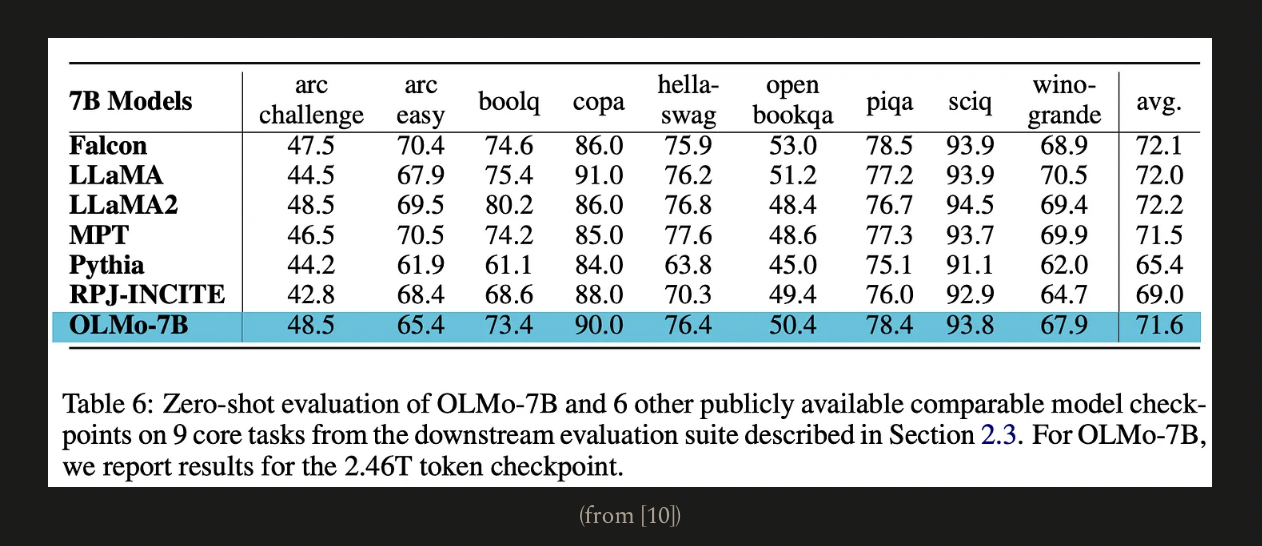 7B Models arc challenge arc easy boolq copa hella-swag open bookqa piqa sciq wino-grande avg.
Falcon 47.5 70.4 74.6 86.0 75.9 53.0 78.5 93.9 68.9 72.1
LLaMA 44.5 67.9 75.4 91.0 76.2 51.2 77.2 93.9 70.5 72.0
LLaMA2 48.5 69.5 80.2 86.0 76.8 48.4 76.7 94.5 69.4 72.2
MPT 46.5 70.5 74.2 85.0 77.6 48.6 77.3 93.7 69.9 71.5
Pythia 44.2 61.9 61.1 84.0 63.8 45.0 75.1 91.1 62.0 65.4
RPJ-INCITE 42.8 68.4 68.6 88.0 70.3 49.4 76.0 92.9 64.7 69.0
OLMo-7B 48.5 65.4 73.4 90.0 76.4 50.4 78.4 93.8 67.9 71.6
Table 6: Zero-shot evaluation of OLMo-7B and 6 other publicly available comparable model check-
points on 9 core tasks from the downstream evaluation suite described in Section 2.3. For OLMo-7B,
we report results for the 2.46T token checkpoint.
(from [10])